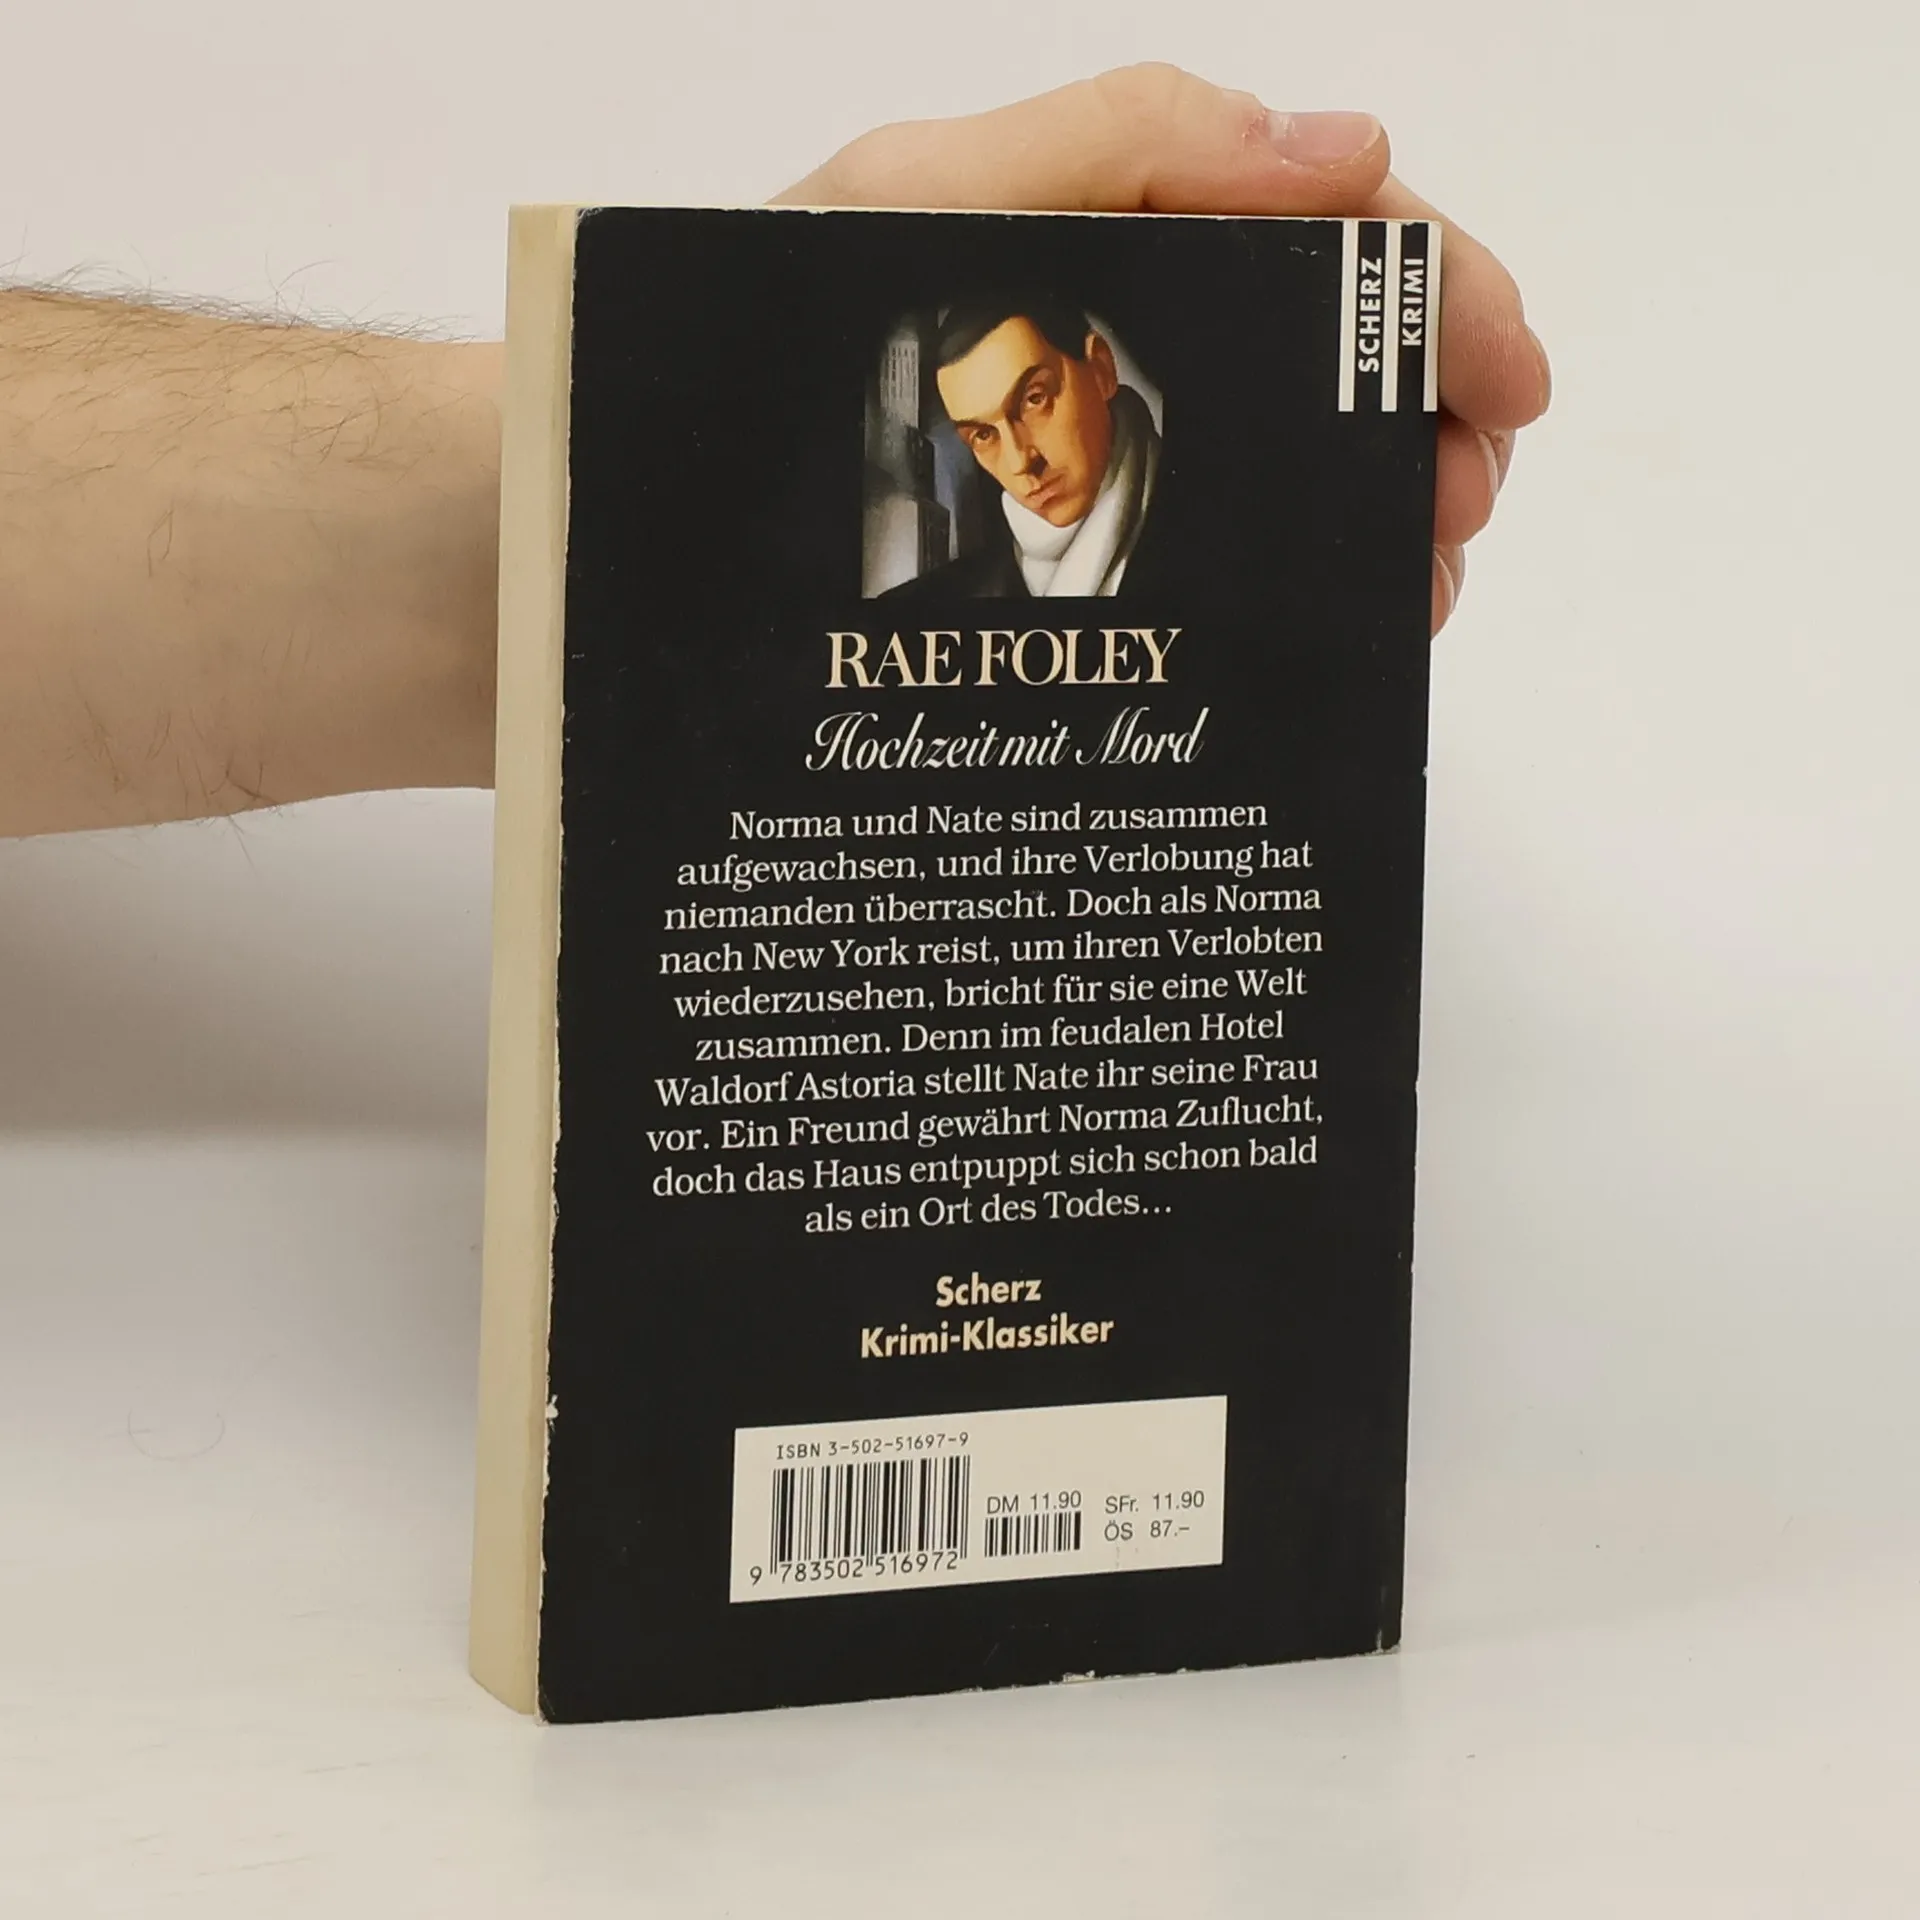 SCHERZ
KRIMI
RAE FOLEY
Hochzeit mit Mord
Norma und Nate sind zusammen
aufgewachsen, und ihre Verlobung hat
niemanden überrascht. Doch als Norma
nach New York reist, um ihren Verlobten
wiederzusehen, bricht für sie eine Welt
zusammen. Denn im feudalen Hotel
Waldorf Astoria stellt Nate ihr seine Frau
vor. Ein Freund gewährt Norma Zuflucht,
doch das Haus entpuppt sich schon bald
als ein Ort des Todes...
Scherz
Krimi-Klassiker
ISBN 3-502-51697-9
DM 11.90 SFr. 11.90
ÖS 87.–
9 783502 516972